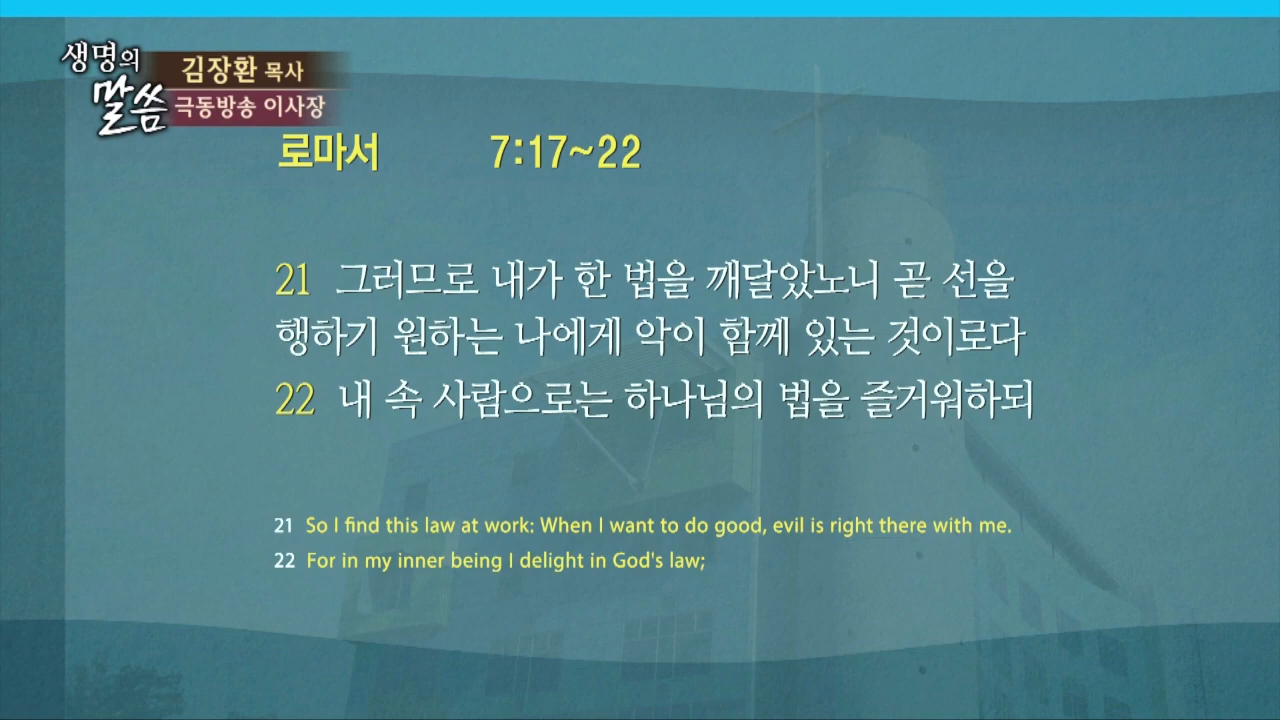 생명의
말씀
김장환 목사
극동방송 이사장
로마서 7:17~22
21 그러므로 내가 한 법을 깨달았노니 곧 선을
행하기 원하는 나에게 악이 함께 있는 것이로다
22 내 속 사람으로는 하나님의 법을 즐거워하되
21 So I find this law at work: When I want to do good, evil is right there with me.
22 For in my inner being I delight in God's law;